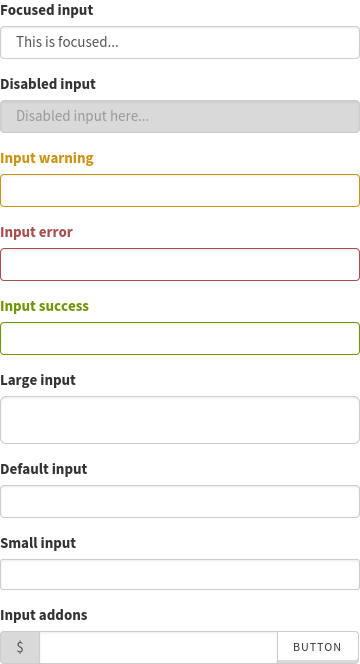 Focused input
This is focused...
Disabled input
Disabled input here...
Input warning
Input error
Input success
Large input
Default input
Small input
Input addons
$ BUTTON